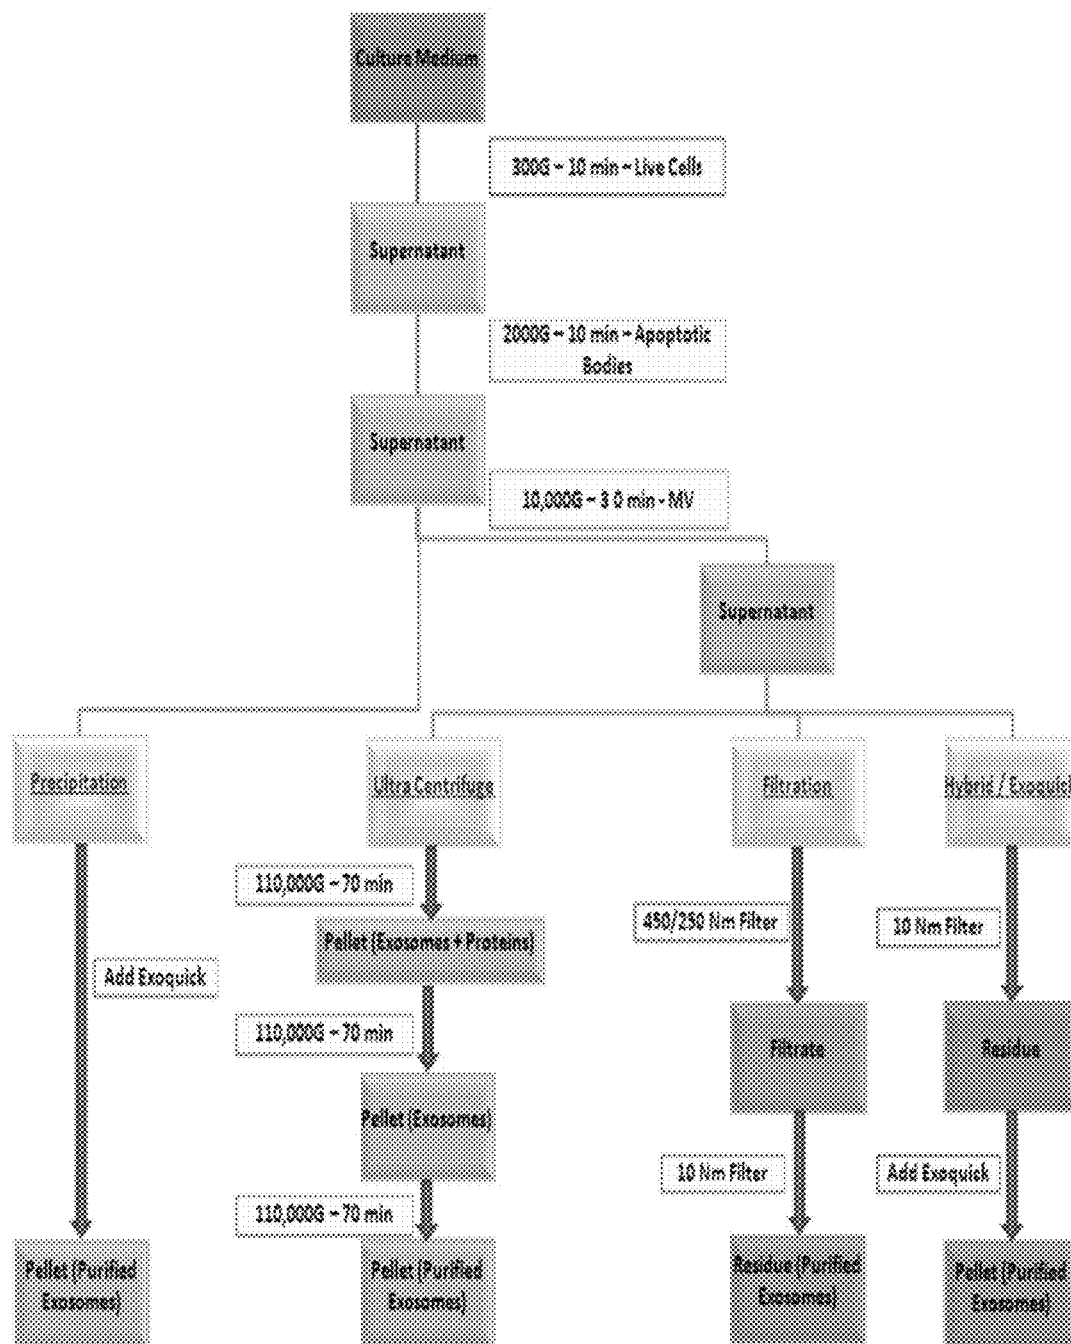 Culture Medium
300G ~ 10 min ~ Live Cells
Supernatant
2000G ~ 10 min ~ Apoptotic
Bodies
Supernatant
10,000G ~ 3 0 min - MV
Supernatant
Precipitation
Ultra Centrifuge
Filtration
Hybrid / Exoquick
110,000G ~ 70 min
450/250 Nm Filter
10 Nm Filter
Pellet (Exosomes + Proteins)
Add Exoquick
110,000G ~ 70 min
Filtrate
Residue
Pellet (Exosomes)
10 Nm Filter
Add Exoquick
110,000G ~ 70 min
Pellet (Purified
Exosomes)
Pellet (Purified
Exosomes)
Residue (Purified
Exosomes)
Pellet (Purified
Exosomes)